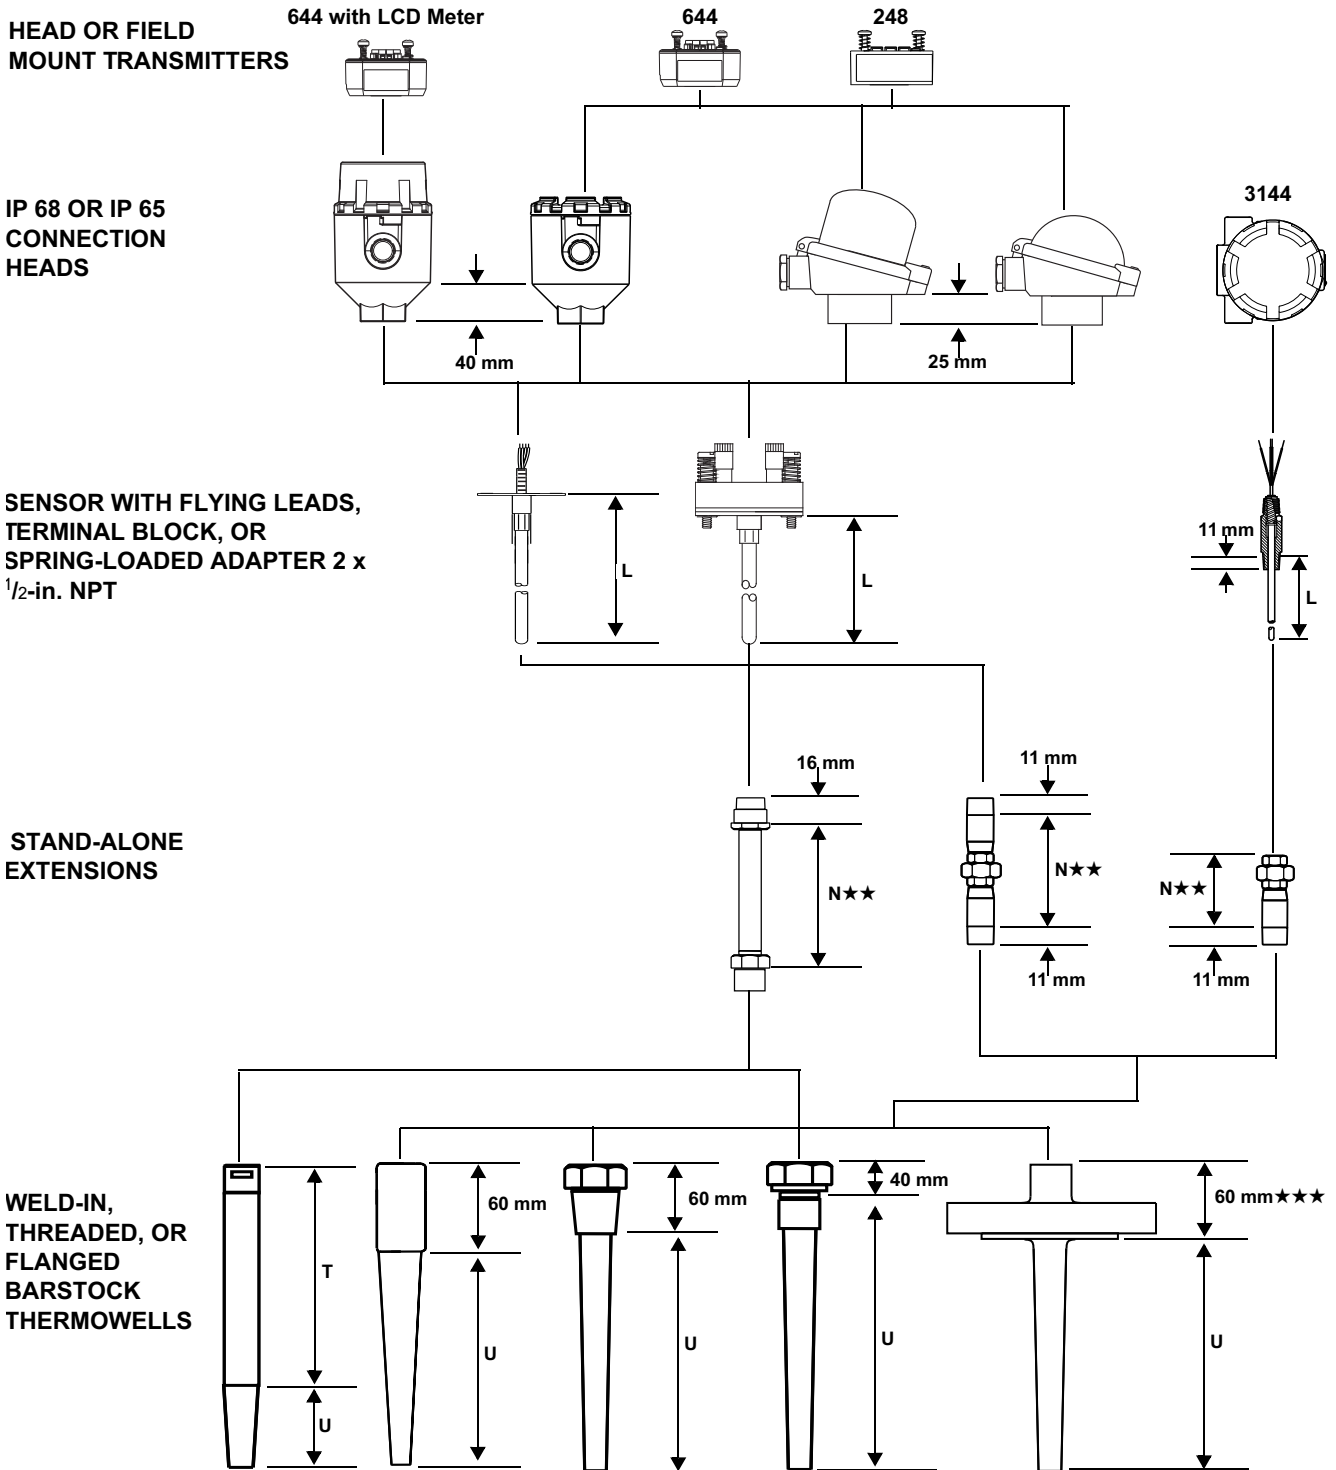 644 with LCD Meter
644
248
HEAD OR FIELD
MOUNT TRANSMITTERS
IP 68 OR IP 65
CONNECTION
HEADS
3144
40 mm
25 mm
SENSOR WITH FLYING LEADS,
TERMINAL BLOCK, OR
SPRING-LOADED ADAPTER 2 x
1/2-in. NPT
L
L
11 mm
L
16 mm
11 mm
STAND-ALONE
EXTENSIONS
N★★
N★★
N★★
11 mm
11 mm
WELD-IN,
THREADED, OR
FLANGED
BARSTOCK
THERMOWELLS
T
U
60 mm
U
60 mm
U
40 mm
U
60 mm★★★
U